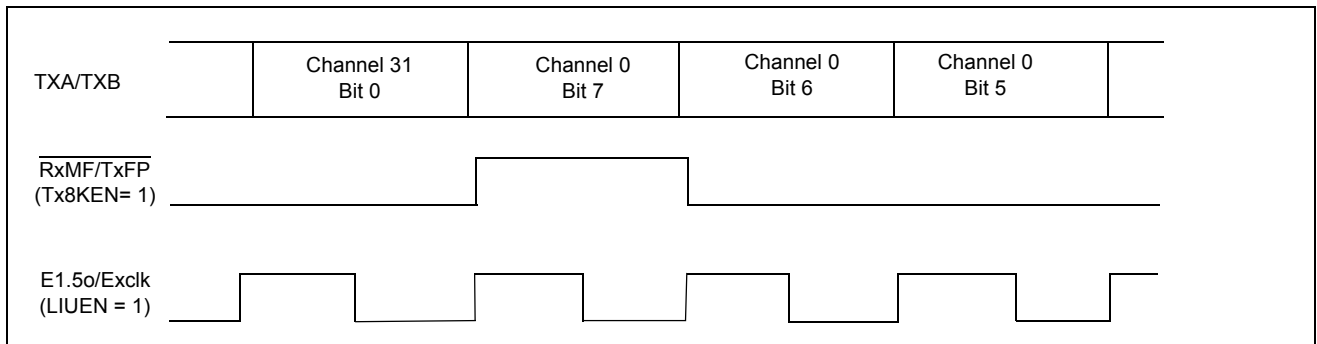 TXA/TXB
Channel 31
Bit 0
Channel 0
Bit 7
Channel 0
Bit 6
Channel 0
Bit 5
RxMF/TxFP
(Tx8KEN= 1)
E1.5o/Exclk
(LIUEN = 1)